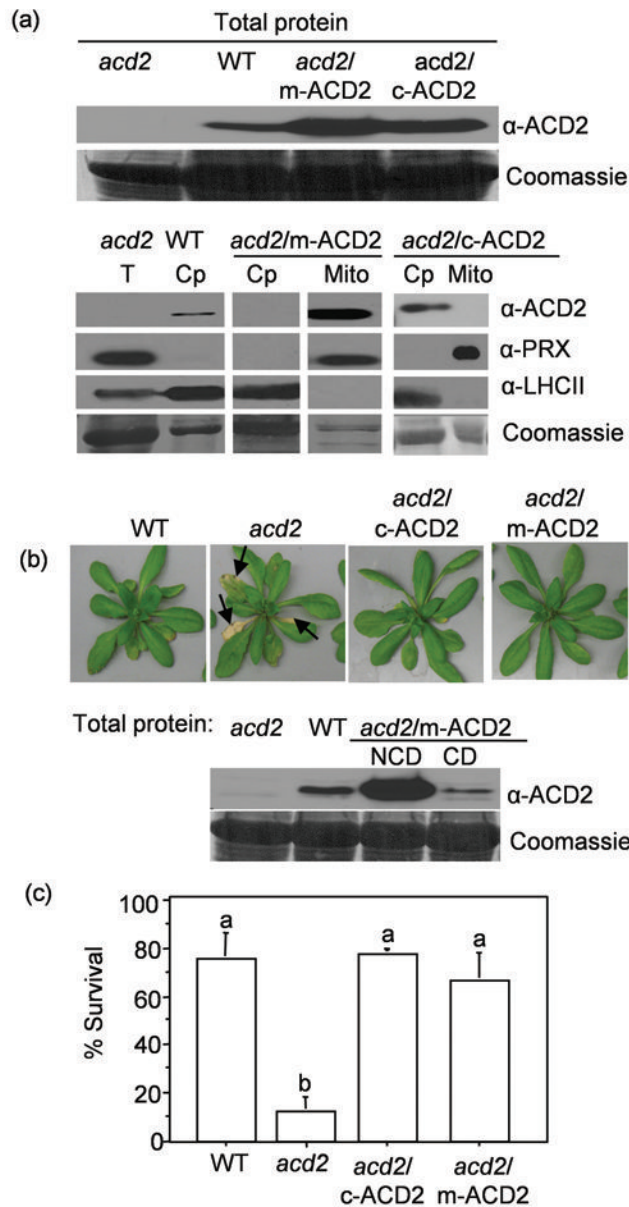 (a)
Total protein
acd2 WT acd2/ m-ACD2 acd2/ c-ACD2
α-ACD2
Coomassie
acd2 WT acd2/m-ACD2 acd2/c-ACD2
T Cp Cp Mito Cp Mito
α-ACD2
α-PRX
α-LHCII
Coomassie
(b)
WT acd2 acd2/ c-ACD2 acd2/ m-ACD2
Total protein: acd2 WT acd2/m-ACD2
NCD CD
α-ACD2
Coomassie
(c)
% Survival
100
80
60
40
20
0
a b a a
WT acd2 acd2/ c-ACD2 acd2/ m-ACD2